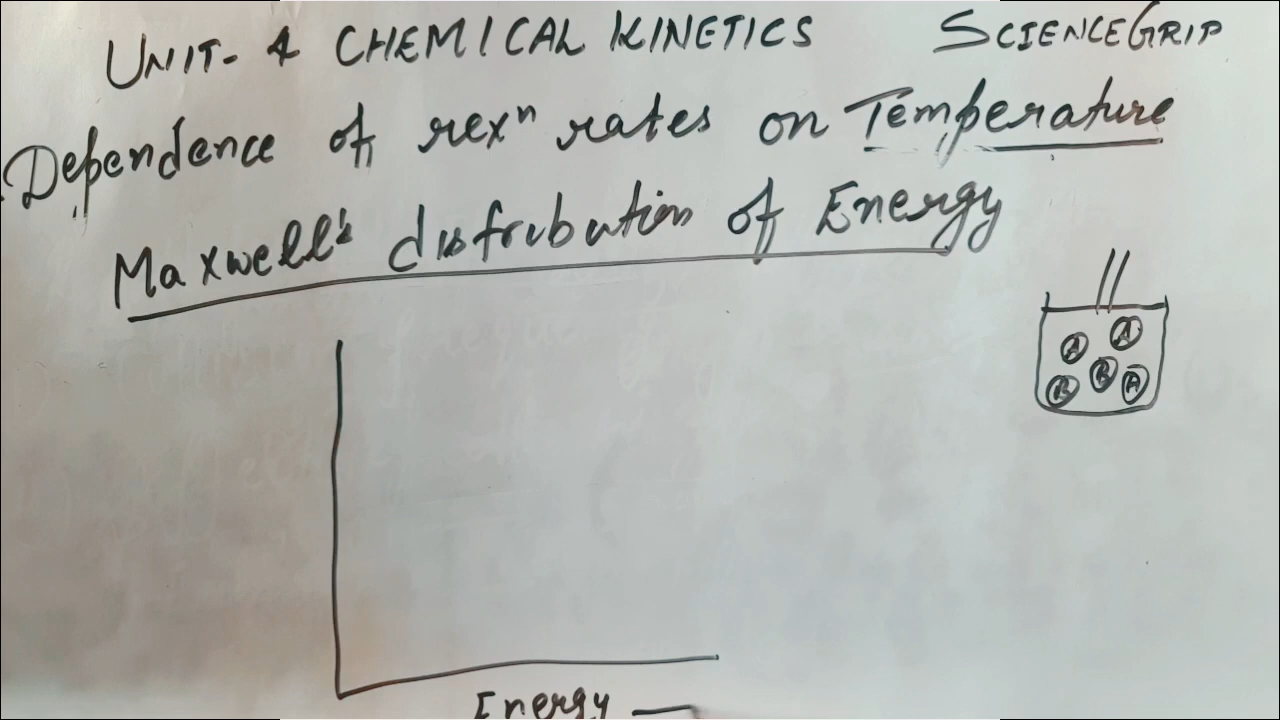 UNIT- 4 CHEMICAL KINETICS SCIENCEGRIP
Dependence of rexⁿ rates on Temperature
Maxwell's distribution of Energy
A A
B B A
Energy